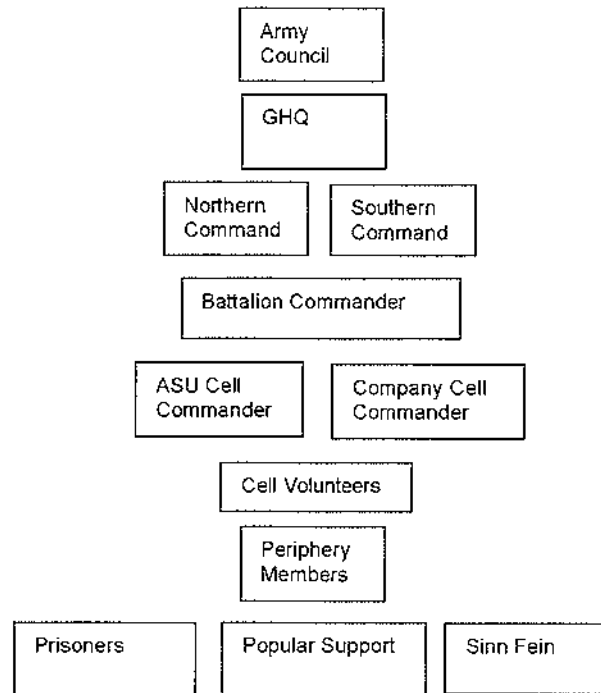 Army
Council
GHQ
Northern
Command
Southern
Command
Battalion Commander
ASU Cell
Commander
Company Cell
Commander
Cell Volunteers
Periphery
Members
Prisoners
Popular Support
Sinn Fein